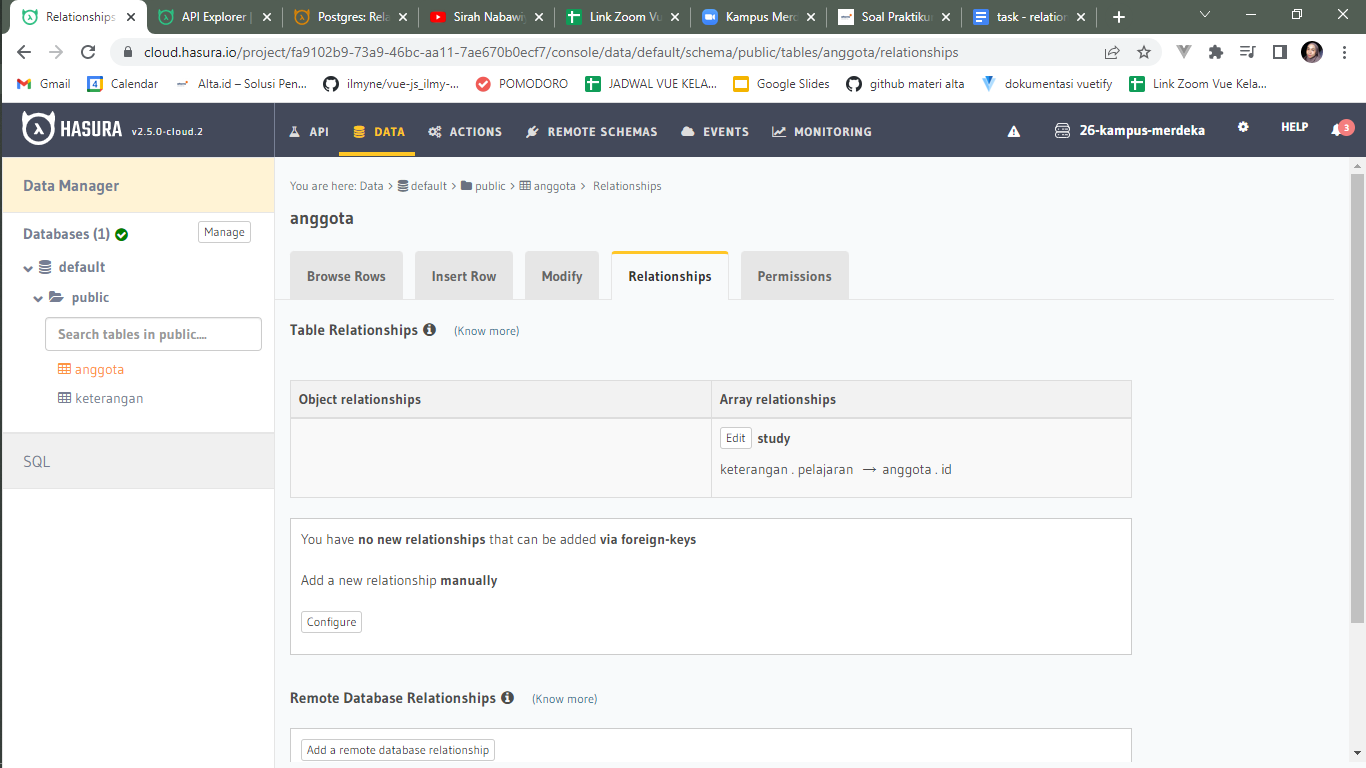 Relationships
API Explorer |
Postgres: Rela
Sirah Nabawiy
Link Zoom Vu
Kampus Merd
Soal Praktiku
task - relation
cloud.hasura.io/project/fa9102b9-73a9-46bc-aa11-7ae670b0ecf7/console/data/default/schema/public/tables/anggota/relationships
Gmail
4
Calendar
Alta.id – Solusi Pen...
ilmyne/vue-js_ilmy-...
POMODORO
JADWAL VUE KELA...
Google Slides
github materi alta
dokumentasi vuetify
Link Zoom Vue Kela...
HASURA v2.5.0-cloud.2
API
DATA
ACTIONS
REMOTE SCHEMAS
EVENTS
MONITORING
26-kampus-merdeka
HELP
3
Data Manager
Databases (1)
Manage
default
public
Search tables in public....
anggota
keterangan
SQL
You are here: Data > default > public > anggota > Relationships
anggota
Browse Rows
Insert Row
Modify
Relationships
Permissions
Table Relationships (Know more)
Object relationships
Array relationships
Edit study
keterangan . pelajaran → anggota . id
You have no new relationships that can be added via foreign-keys
Add a new relationship manually
Configure
Remote Database Relationships (Know more)
Add a remote database relationship